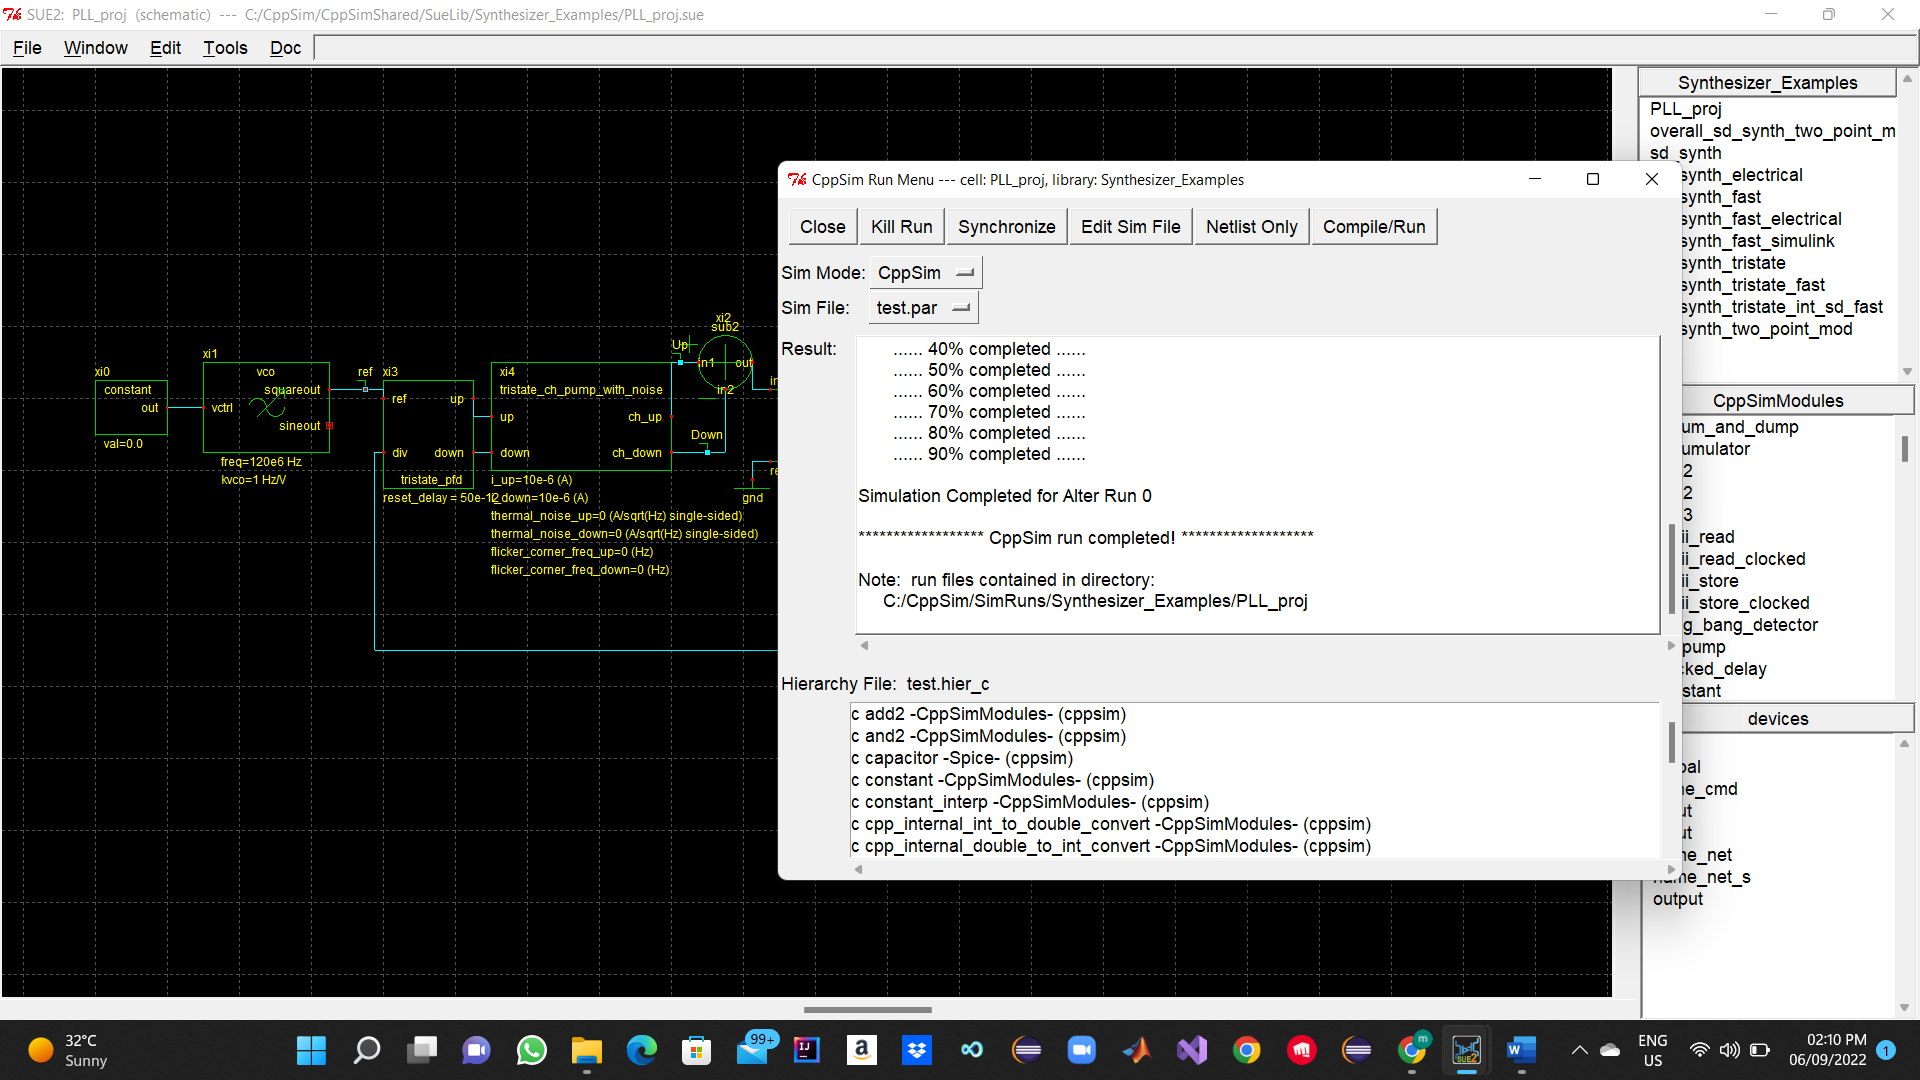 SUE2: PLL_proj (schematic) --- C:/CppSim/CppSimShared/SueLib/Synthesizer_Examples/PLL_proj.sue
File Window Edit Tools Doc
xi0
constant
out
val=0.0
xi1
vco
squareout
vctrl
sineout
freq=120e6 Hz
kvco=1 Hz/V
ref
xi3
ref
up
div
down
tristate_pfd
reset_delay = 50e-12
xi4
tristate_ch_pump_with_noise
up
ch_up
down
ch_down
i_up=10e-6 (A)
i_down=10e-6 (A)
thermal_noise_up=0 (A/sqrt(Hz) single-sided)
thermal_noise_down=0 (A/sqrt(Hz) single-sided)
flicker_corner_freq_up=0 (Hz)
flicker_corner_freq_down=0 (Hz)
Up
Down
xi2
sub2
in1
out
in2
gnd
CppSim Run Menu --- cell: PLL_proj, library: Synthesizer_Examples
Close Kill Run Synchronize Edit Sim File Netlist Only Compile/Run
Sim Mode: CppSim
Sim File: test.par
Result:
...... 40% completed ......
...... 50% completed ......
...... 60% completed ......
...... 70% completed ......
...... 80% completed ......
...... 90% completed ......
Simulation Completed for Alter Run 0
****************** CppSim run completed! *******************
Note: run files contained in directory:
C:/CppSim/SimRuns/Synthesizer_Examples/PLL_proj
Hierarchy File: test.hier_c
c add2 -CppSimModules- (cppsim)
c and2 -CppSimModules- (cppsim)
c capacitor -Spice- (cppsim)
c constant -CppSimModules- (cppsim)
c constant_interp -CppSimModules- (cppsim)
c cpp_internal_int_to_double_convert -CppSimModules- (cppsim)
c cpp_internal_double_to_int_convert -CppSimModules- (cppsim)
Synthesizer_Examples
PLL_proj
overall_sd_synth_two_point_m
sd_synth
synth_electrical
synth_fast
synth_fast_electrical
synth_fast_simulink
synth_tristate
synth_tristate_fast
synth_tristate_int_sd_fast
synth_two_point_mod
CppSimModules
um_and_dump
umulator
2
2
3
ii_read
ii_read_clocked
ii_store
ii_store_clocked
g_bang_detector
pump
cked_delay
stant
devices
bal
ne_cmd
ut
ut
ne_net
name_net_s
output
32°C
Sunny
99+
ENG
US
02:10 PM
06/09/2022
1